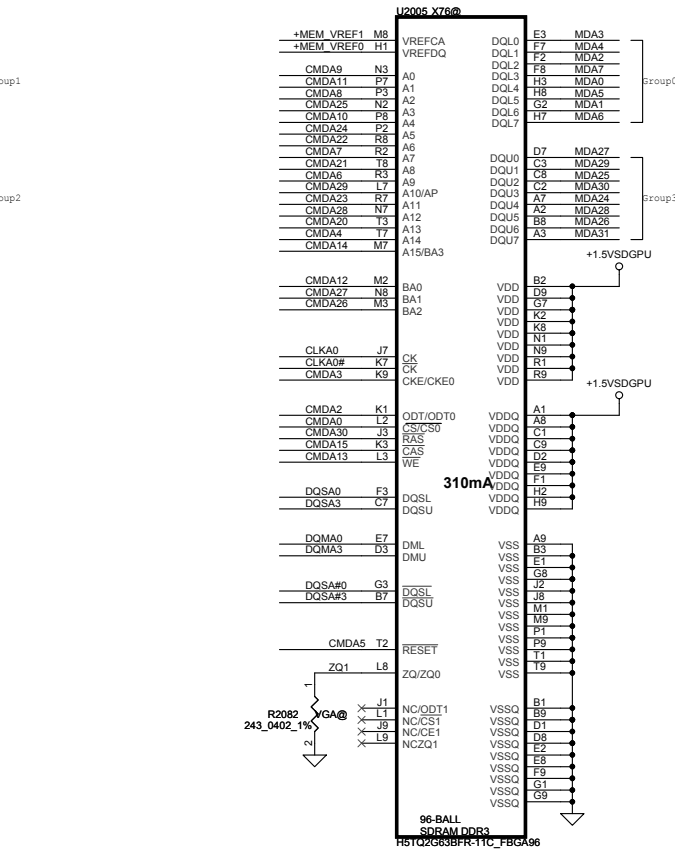 U2005 X76@
+MEM_VREF1 M8 VREFCA DQL0 E3 MDA3
+MEM_VREF0 H1 VREFDQ DQL1 F7 MDA4
DQL2 F2 MDA2
CMDA9 N3 A0 DQL3 F8 MDA7
CMDA11 P7 A1 DQL4 H3 MDA0
CMDA8 P3 A2 DQL5 H8 MDA5
CMDA25 N2 A3 DQL6 G2 MDA1
CMDA10 P8 A4 DQL7 H7 MDA6
oup1
Group0
CMDA24 P2 A5
CMDA22 R8 A6
CMDA7 R2 A7 DQU0 D7 MDA27
CMDA21 T8 A8 DQU1 C3 MDA29
CMDA6 R3 A9 DQU2 C8 MDA25
CMDA29 L7 A10/AP DQU3 C2 MDA30
CMDA23 R7 A11 DQU4 A7 MDA24
CMDA28 N7 A12 DQU5 A2 MDA28
CMDA20 T3 A13 DQU6 B8 MDA26
CMDA4 T7 A14 DQU7 A3 MDA31
CMDA14 M7 A15/BA3
oup2
Group3
+1.5VSDGPU
CMDA12 M2 BA0 VDD B2
CMDA27 N8 BA1 VDD D9
CMDA26 M3 BA2 VDD G7
VDD K2
VDD K8
VDD N1
CLKA0 J7 CK VDD N9
CLKA0# K7 CK VDD R1
CMDA3 K9 CKE/CKE0 VDD R9
+1.5VSDGPU
CMDA2 K1 ODT/ODT0 VDDQ A1
CMDA0 L2 CS/CS0 VDDQ A8
CMDA30 J3 RAS VDDQ C1
CMDA15 K3 CAS VDDQ C9
CMDA13 L3 WE VDDQ D2
VDDQ E9
310mA VDDQ F1
DQSA0 F3 DQSL VDDQ H2
DQSA3 C7 DQSU VDDQ H9
DQMA0 E7 DML VSS A9
DQMA3 D3 DMU VSS B3
VSS E1
VSS G8
DQSA#0 G3 DQSL VSS J2
DQSA#3 B7 DQSU VSS J8
VSS M1
VSS M9
VSS P1
CMDA5 T2 RESET VSS P9
VSS T1
ZQ1 L8 ZQ/ZQ0 VSS T9
1
J1 NC/ODT1 VSSQ B1
R2082 VGA@ L1 NC/CS1 VSSQ B9
243_0402_1% J9 NC/CE1 VSSQ D1
2 L9 NCZQ1 VSSQ D8
VSSQ E2
VSSQ E8
VSSQ F9
VSSQ G1
VSSQ G9
96-BALL
SDRAM DDR3
H5TQ2G63BFR-11C_FBGA96